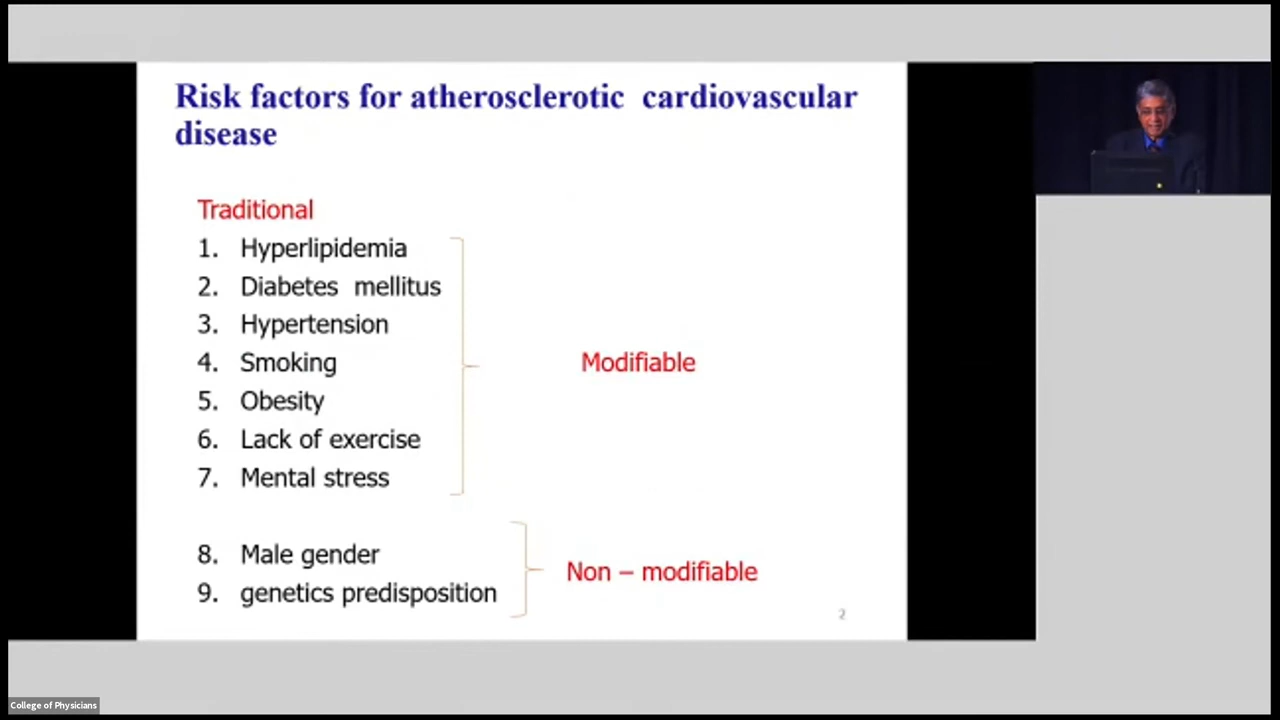 Risk factors for atherosclerotic cardiovascular
disease
Traditional
1. Hyperlipidemia
2. Diabetes mellitus
3. Hypertension
4. Smoking
5. Obesity
6. Lack of exercise
7. Mental stress
Modifiable
8. Male gender
9. genetics predisposition
Non – modifiable
2
College of Physicians